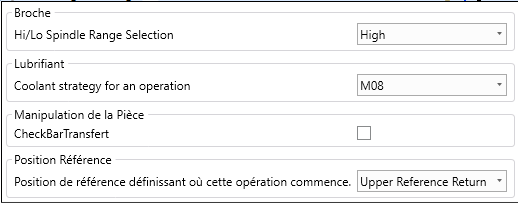 Broche
Hi/Lo Spindle Range Selection High
Lubrifiant
Coolant strategy for an operation M08
Manipulation de la Pièce
CheckBarTransfert
Position Référence
Position de référence définissant où cette opération commence. Upper Reference Return